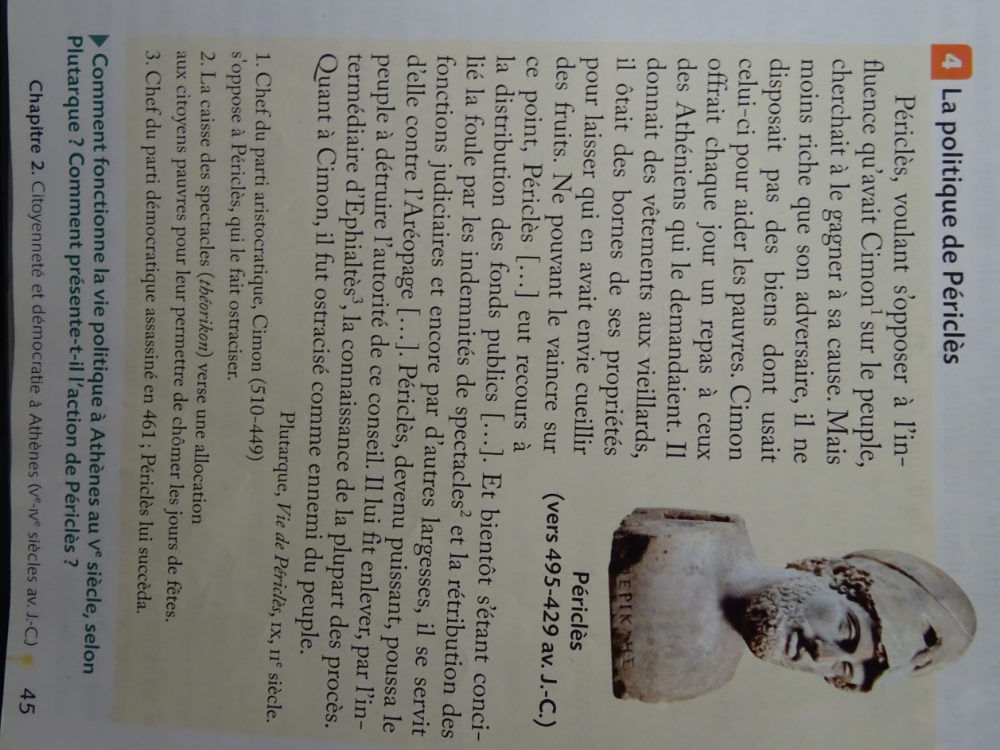 4 La politique de Périclès
Périclès, voulant s'opposer à l'in-
fluence qu'avait Cimon¹ sur le peuple,
cherchait à le gagner à sa cause. Mais
moins riche que son adversaire, il ne
disposait pas des biens dont usait
celui-ci pour aider les pauvres. Cimon
offrait chaque jour un repas à ceux
des Athéniens qui le demandaient. Il
donnait des vêtements aux vieillards,
il ôtait des bornes de ses propriétés
pour laisser qui en avait envie cueillir
des fruits. Ne pouvant le vaincre sur
ce point, Périclès [...] eut recours à
la distribution des fonds publics [...]. Et bientôt s'étant conci-
lié la foule par les indemnités de spectacles² et la rétribution des
fonctions judiciaires et encore par d'autres largesses, il se servit
d'elle contre l'Aréopage [...]. Périclès, devenu puissant, poussa le
peuple à détruire l'autorité de ce conseil. Il lui fit enlever, par l'in-
termédiaire d'Ephialtès³, la connaissance de la plupart des procès.
Quant à Cimon, il fut ostracisé comme ennemi du peuple.
Plutarque, Vie de Périclès, IX, IIe siècle.
ΠΕΡΙΚΛΗΣ
Périclès
(vers 495-429 av. J.-C.)
1. Chef du parti aristocratique, Cimon (510-449)
s'oppose à Périclès, qui le fait ostraciser.
2. La caisse des spectacles (théorikon) verse une allocation
aux citoyens pauvres pour leur permettre de chômer les jours de fêtes.
3. Chef du parti démocratique assassiné en 461 ; Périclès lui succèda.
▶ Comment fonctionne la vie politique à Athènes au Ve siècle, selon
Plutarque ? Comment présente-t-il l'action de Périclès ?
Chapitre 2. Citoyenneté et démocratie à Athènes (Ve-IVe siècles av. J.-C.) 45